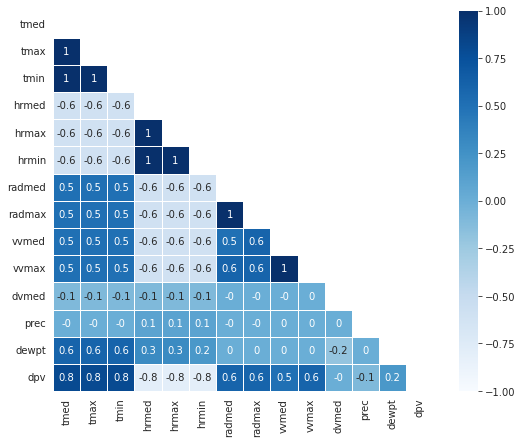 tmed
tmax 1
tmin 1 1
hrmed -0.6 -0.6 -0.6
hrmax -0.6 -0.6 -0.6 1
hrmin -0.6 -0.6 -0.6 1 1
radmed 0.5 0.5 0.5 -0.6 -0.6 -0.6
radmax 0.5 0.5 0.5 -0.6 -0.6 -0.6 1
vvmed 0.5 0.5 0.5 -0.6 -0.6 -0.6 0.5 0.6
vvmax 0.5 0.5 0.5 -0.6 -0.6 -0.6 0.6 0.6 1
dvmed -0.1 -0.1 -0.1 -0.1 -0.1 -0.1 -0 -0 -0 0
prec -0 -0 -0 0.1 0.1 0.1 -0 -0 0 0 0
dewpt 0.6 0.6 0.6 0.3 0.3 0.2 0 0 0 0 -0.2 0
dpv 0.8 0.8 0.8 -0.8 -0.8 -0.8 0.6 0.6 0.5 0.6 -0 -0.1 0.2
tmed tmax tmin hrmed hrmax hrmin radmed radmax vvmed vvmax dvmed prec dewpt dpv
1.00
0.75
0.50
0.25
0.00
−0.25
−0.50
−0.75
−1.00